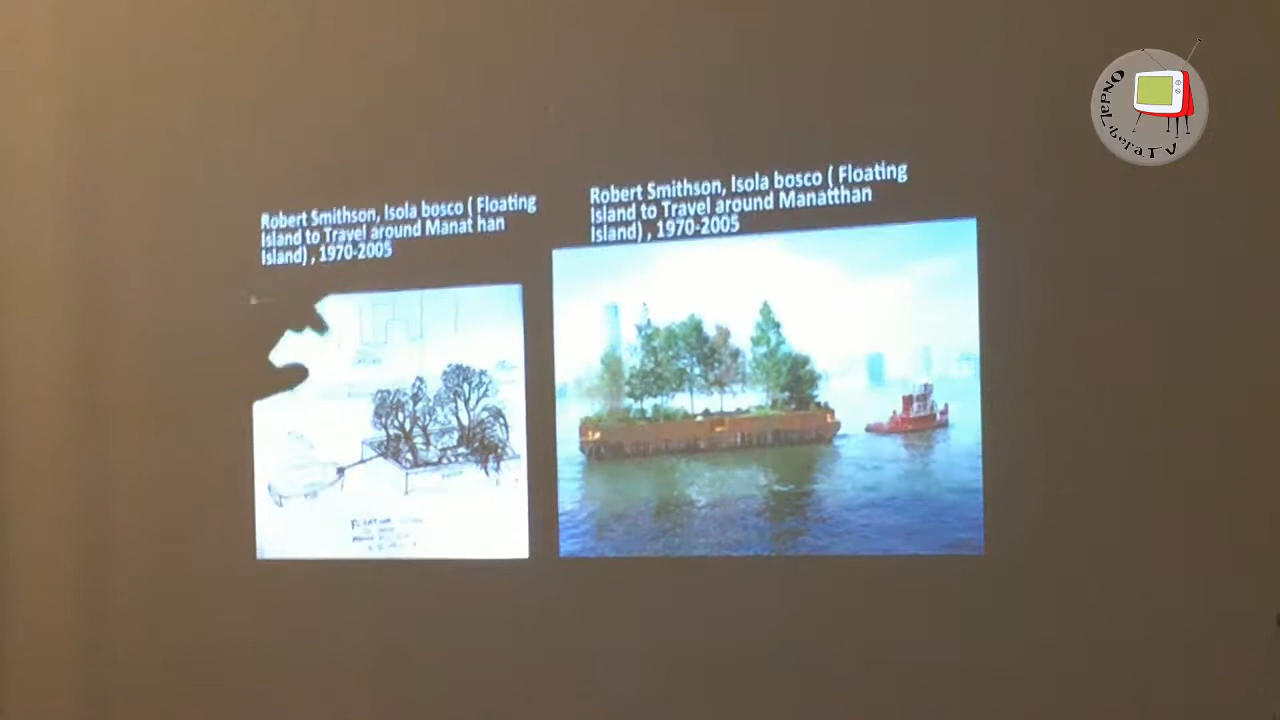 Robert Smithson, Isola bosco ( Floating
Island to Travel around Manat han
Island) , 1970-2005
Robert Smithson, Isola bosco ( Floating
Island to Travel around Manatthan
Island) , 1970-2005
OndaLiberaTV